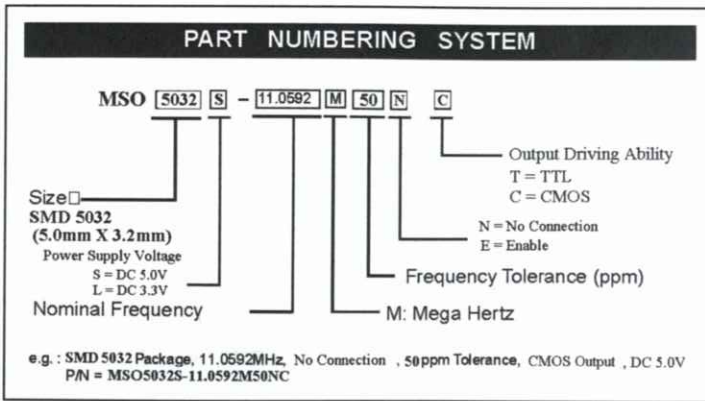 PART NUMBERING SYSTEM
MSO 5032 S - 11.0592 M 50 N C
Output Driving Ability
T = TTL
C = CMOS
Size□
SMD 5032
(5.0mm X 3.2mm)
N = No Connection
E = Enable
Power Supply Voltage
S = DC 5.0V
L = DC 3.3V
Frequency Tolerance (ppm)
Nominal Frequency
M: Mega Hertz
e.g. : SMD 5032 Package, 11.0592MHz, No Connection , 50ppm Tolerance, CMOS Output , DC 5.0V
P/N = MSO5032S-11.0592M50NC